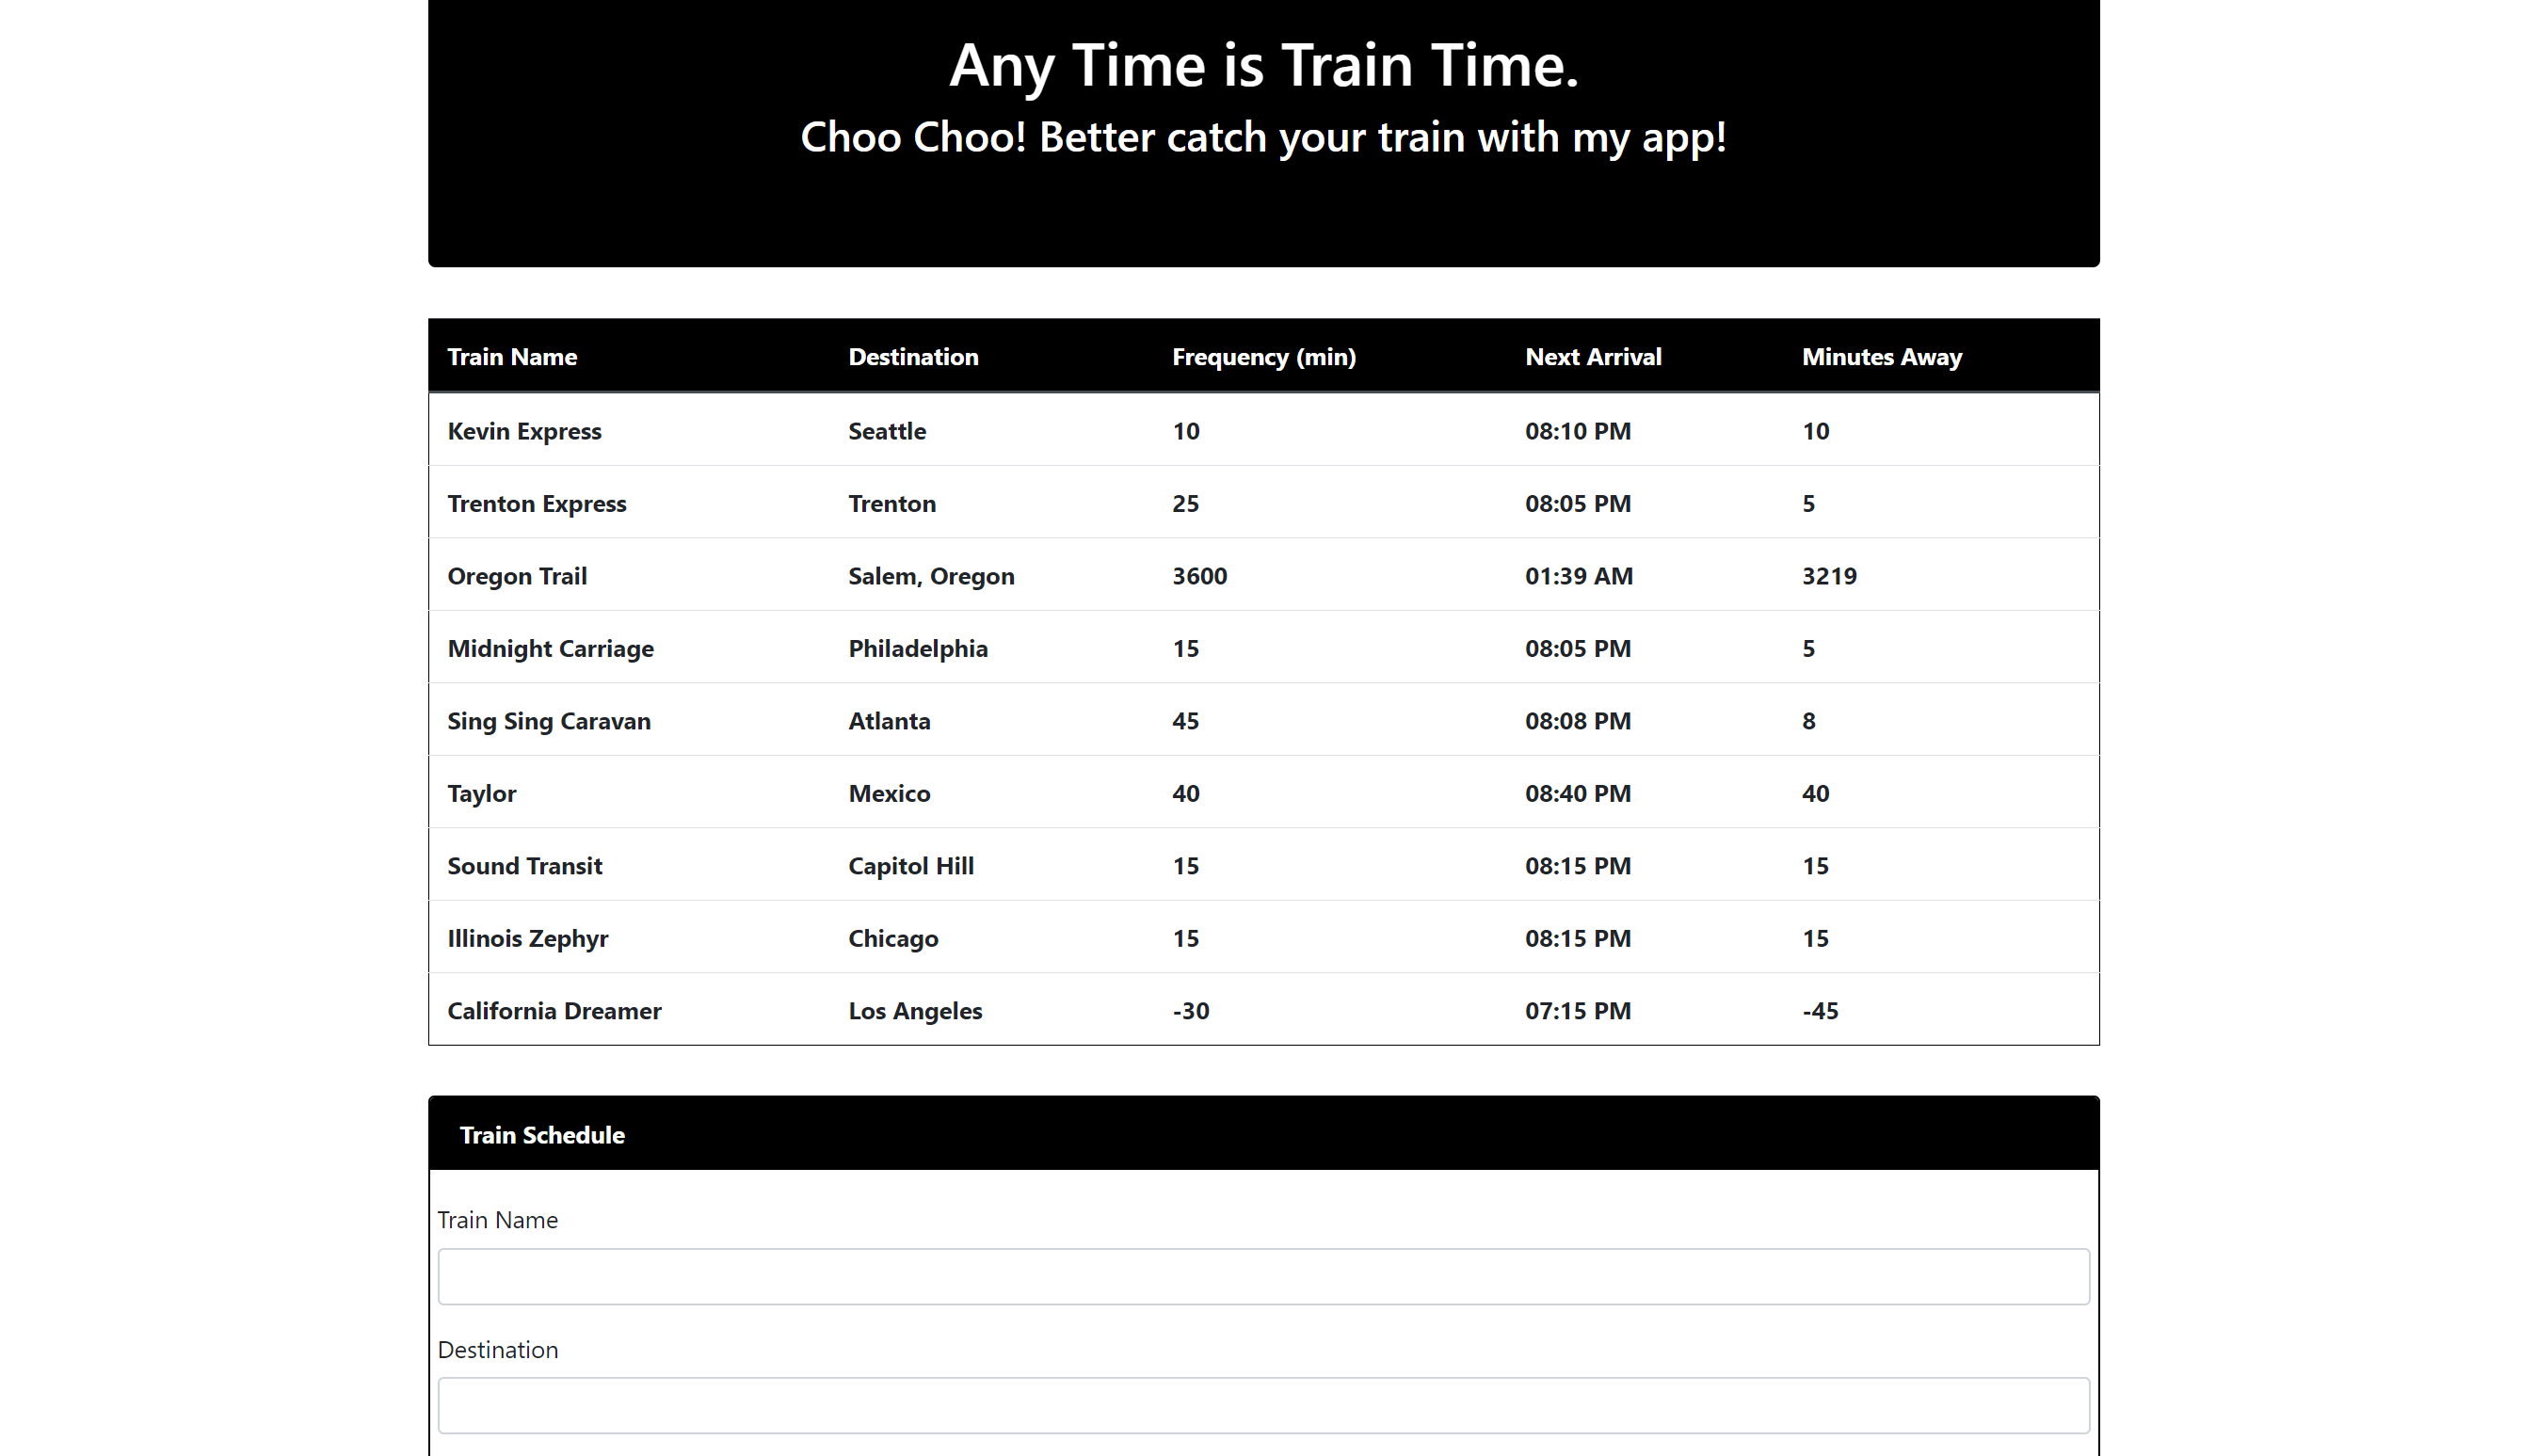 Any Time is Train Time.
Choo Choo! Better catch your train with my app!
Train Name Destination Frequency (min) Next Arrival Minutes Away
Kevin Express Seattle 10 08:10 PM 10
Trenton Express Trenton 25 08:05 PM 5
Oregon Trail Salem, Oregon 3600 01:39 AM 3219
Midnight Carriage Philadelphia 15 08:05 PM 5
Sing Sing Caravan Atlanta 45 08:08 PM 8
Taylor Mexico 40 08:40 PM 40
Sound Transit Capitol Hill 15 08:15 PM 15
Illinois Zephyr Chicago 15 08:15 PM 15
California Dreamer Los Angeles -30 07:15 PM -45
Train Schedule
Train Name
Destination